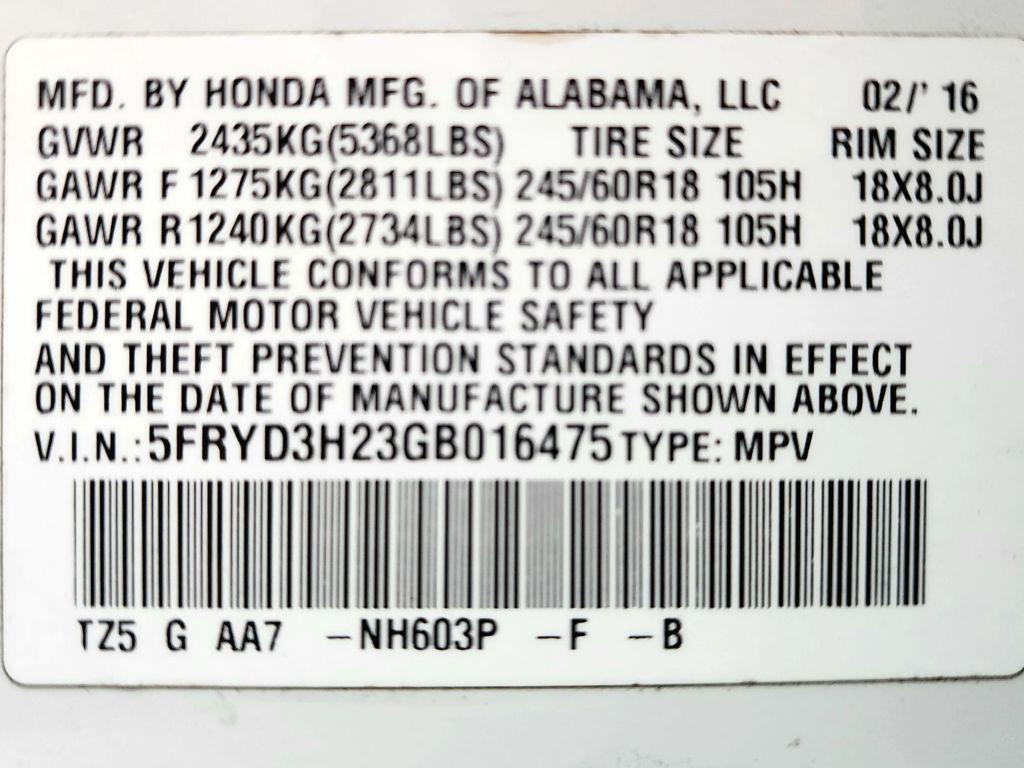 MFD. BY HONDA MFG. OF ALABAMA, LLC 02/' 16
GVWR 2435KG(5368LBS) TIRE SIZE RIM SIZE
GAWR F 1275KG(2811LBS) 245/60R18 105H 18X8.0J
GAWR R 1240KG(2734LBS) 245/60R18 105H 18X8.0J
THIS VEHICLE CONFORMS TO ALL APPLICABLE
FEDERAL MOTOR VEHICLE SAFETY
AND THEFT PREVENTION STANDARDS IN EFFECT
ON THE DATE OF MANUFACTURE SHOWN ABOVE.
V.I.N.: 5FRYD3H23GB016475 TYPE: MPV
TZ5 G AA7 -NH603P -F -B